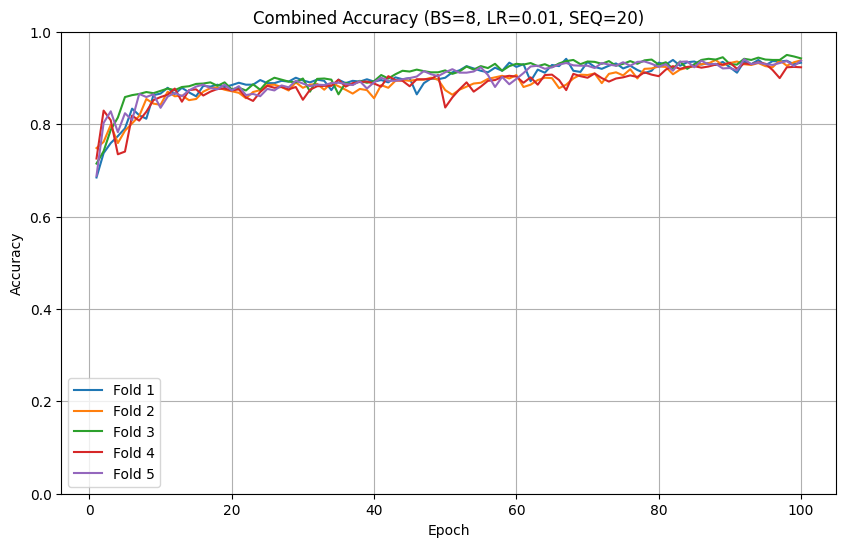 Combined Accuracy (BS=8, LR=0.01, SEQ=20)
Accuracy
1.0
0.8
0.6
0.4
0.2
0.0
Fold 1
Fold 2
Fold 3
Fold 4
Fold 5
0 20 40 60 80 100
Epoch